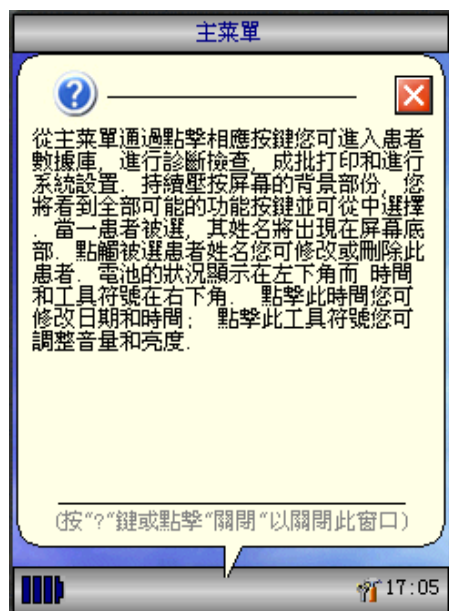 主菜單
從主菜單通過點擊相應按鍵您可進入患者
數據庫, 進行診斷檢查, 成批打印和進行
系統設置. 持續壓按屏幕的背景部份, 您
將看到全部可能的功能按鍵並可從中選擇
. 當一患者被選, 其姓名將出現在屏幕底
部. 點觸被選患者姓名您可修改或刪除此
患者. 電池的狀況顯示在左下角而 時間
和工具符號在右下角. 點擊此時間您可
修改日期和時間; 點擊此工具符號您可
調整音量和亮度.
(按“?“鍵或點擊“關閉“以關閉此窗口)
17:05